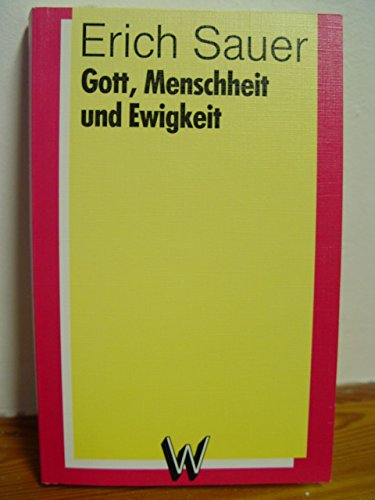 Erich Sauer
Gott, Menschheit
und Ewigkeit
W